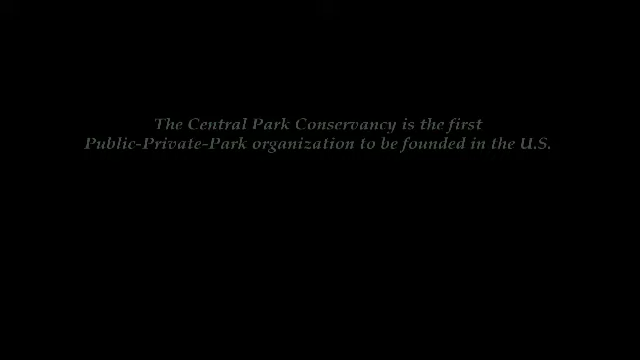 The Central Park Conservancy is the first
Public-Private-Park organization to be founded in the U.S.